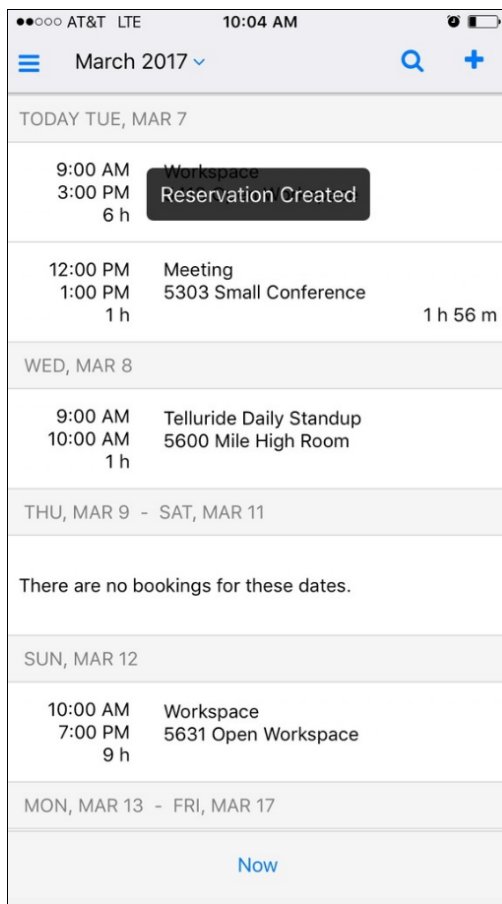 AT&T LTE 10:04 AM
March 2017
TODAY TUE, MAR 7
9:00 AM Workspace
3:00 PM
6 h
Reservation Created
12:00 PM Meeting
1:00 PM 5303 Small Conference
1 h 1 h 56 m
WED, MAR 8
9:00 AM Telluride Daily Standup
10:00 AM 5600 Mile High Room
1 h
THU, MAR 9 - SAT, MAR 11
There are no bookings for these dates.
SUN, MAR 12
10:00 AM Workspace
7:00 PM 5631 Open Workspace
9 h
MON, MAR 13 - FRI, MAR 17
Now